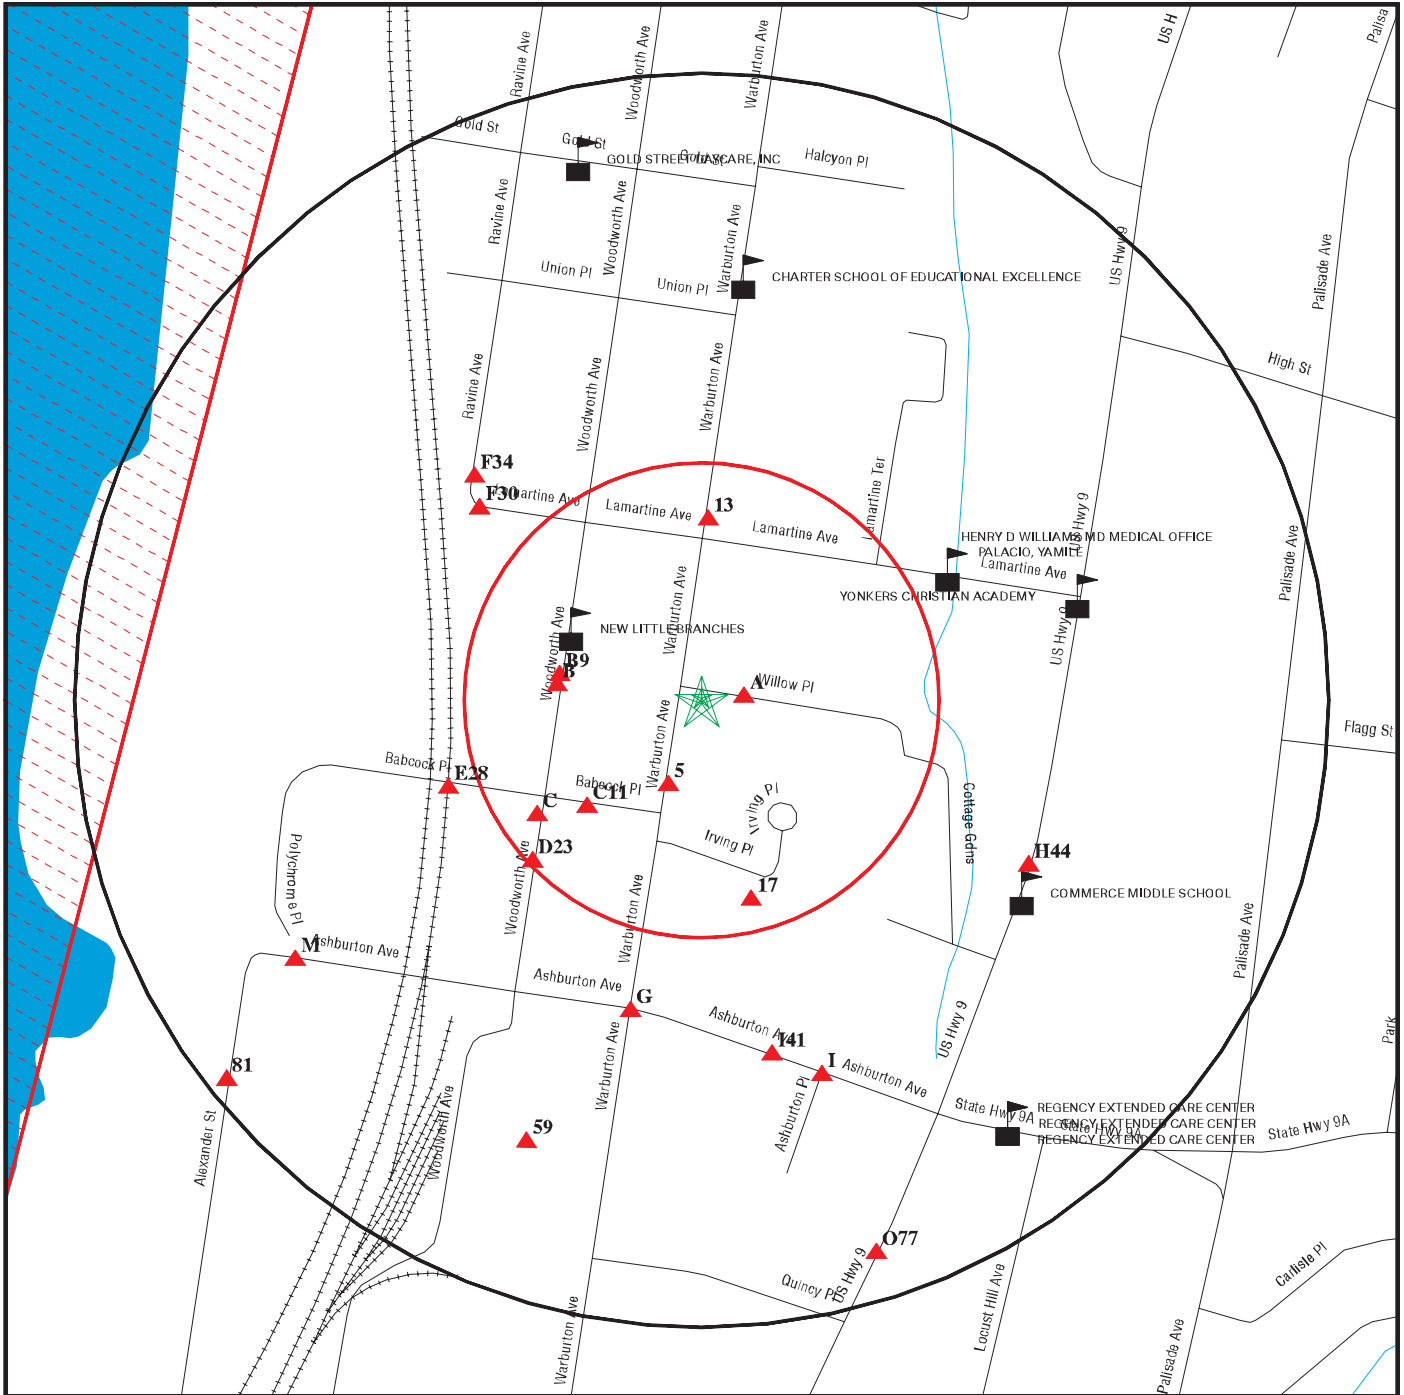 US H
Palisa
Ravine Ave
Woodworth Ave
Warburton Ave
Gold St
Gold St
Gold St
GOLD STREET DAYCARE, INC
Halcyon Pl
Ravine Ave
Woodworth Ave
Warburton Ave
US Hwy 9
Palisade Ave
Union Pl
Union Pl
CHARTER SCHOOL OF EDUCATIONAL EXCELLENCE
Ravine Ave
Woodworth Ave
Warburton Ave
High St
F34
F30
Lamartine Ave
Lamartine Ave
13
Lamartine Ave
Lamartine Ter
US Hwy 9
HENRY D WILLIAMS MD MEDICAL OFFICE
PALACIO, YAMILE
Lamartine Ave
YONKERS CHRISTIAN ACADEMY
Palisade Ave
NEW LITTLE BRANCHES
Woodworth Ave
Warburton Ave
US Hwy 9
B9
B
A
Willow Pl
Flagg St
Babcock Pl
E28
Babcock Pl
C11
C
Warburton Ave
5
Irving Pl
Irving Pl
Cottage Gdns
Polychrome Pl
D23
Woodworth Ave
H44
COMMERCE MIDDLE SCHOOL
17
Warburton Ave
Palisade Ave
M
Ashburton Ave
Ashburton Ave
G
Ashburton Ave
I41
I
Ashburton Ave
US Hwy 9
Park
81
Warburton Ave
Ashburton Pl
State Hwy 9A
State Hwy 9A
State Hwy 9A
REGENCY EXTENDED CARE CENTER
REGENCY EXTENDED CARE CENTER
REGENCY EXTENDED CARE CENTER
59
Woodworth Ave
Alexander St
O77
US Hwy 9
Quincy Pl
Locust Hill Ave
Carlisle Pl
Warburton Ave
Palisade Ave